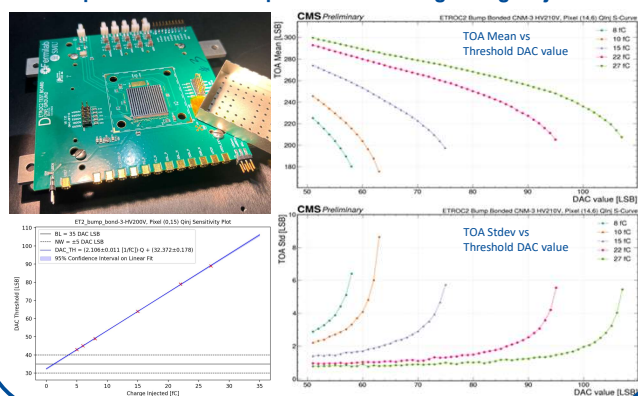 Fermilab
SMU
CMS Preliminary ETROC2 Bump Bonded CNM-3 HV210V, Pixel (14,6) Qinj S-Curve
TOA Mean [LSB]
TOA Mean vs
Threshold DAC value
8 fC
10 fC
15 fC
22 fC
27 fC
300
280
260
240
220
200
180
50 60 70 80 90 100
DAC value [LSB]
ET2_bump_bond-3-HV200V, Pixel (0,15) Qinj Sensitivity Plot
DAC Threshold [LSB]
BL = 35 DAC LSB
NW = ±5 DAC LSB
DAC_TH = (2.106±0.011 [1/fC]) Q + (32.372±0.178)
95% Confidence Interval on Linear Fit
110
100
90
80
70
60
50
40
30
0 5 10 15 20 25 30 35
Charge Injected [fC]
CMS Preliminary ETROC2 Bump Bonded CNM-3 HV210V, Pixel (14,6) Qinj S-Curve
TOA Std [LSB]
TOA Stdev vs
Threshold DAC value
8 fC
10 fC
15 fC
22 fC
27 fC
10
8
6
4
2
0
50 60 70 80 90 100
DAC value [LSB]